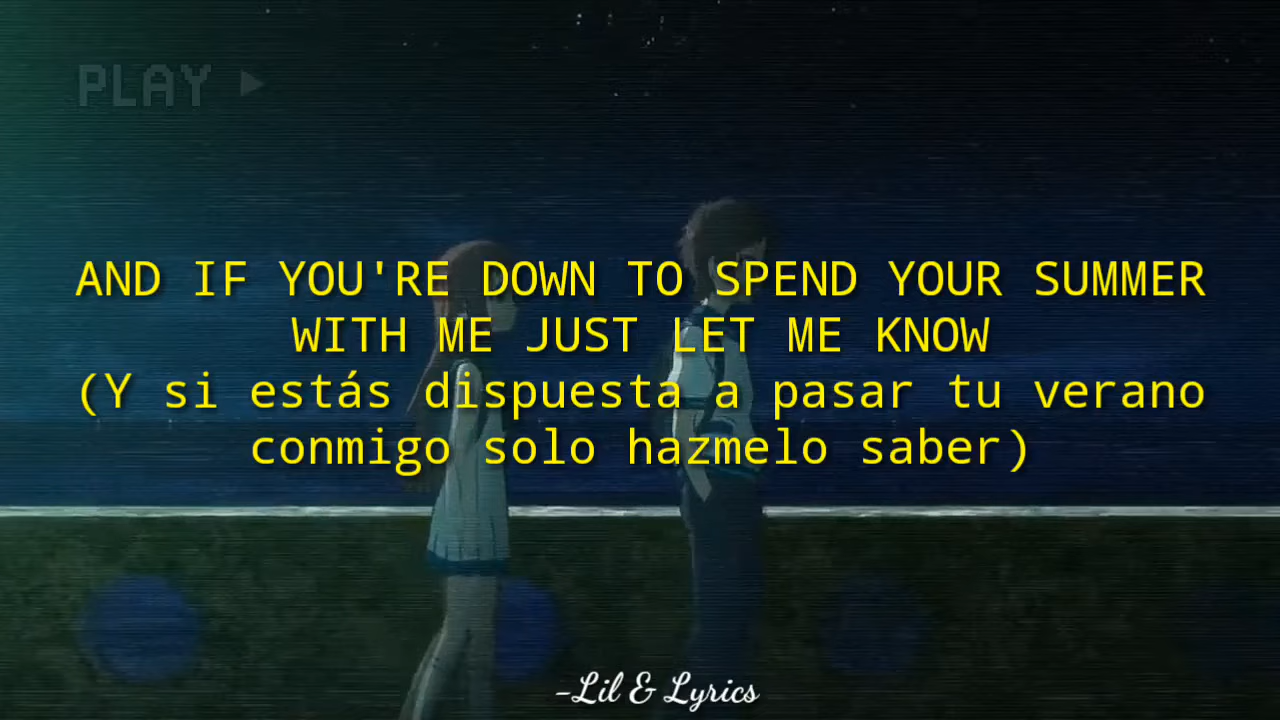 PLAY ▶
AND IF YOU'RE DOWN TO SPEND YOUR SUMMER
WITH ME JUST LET ME KNOW
(Y si estás dispuesta a pasar tu verano
conmigo solo hazmelo saber)
-Lil & Lyrics